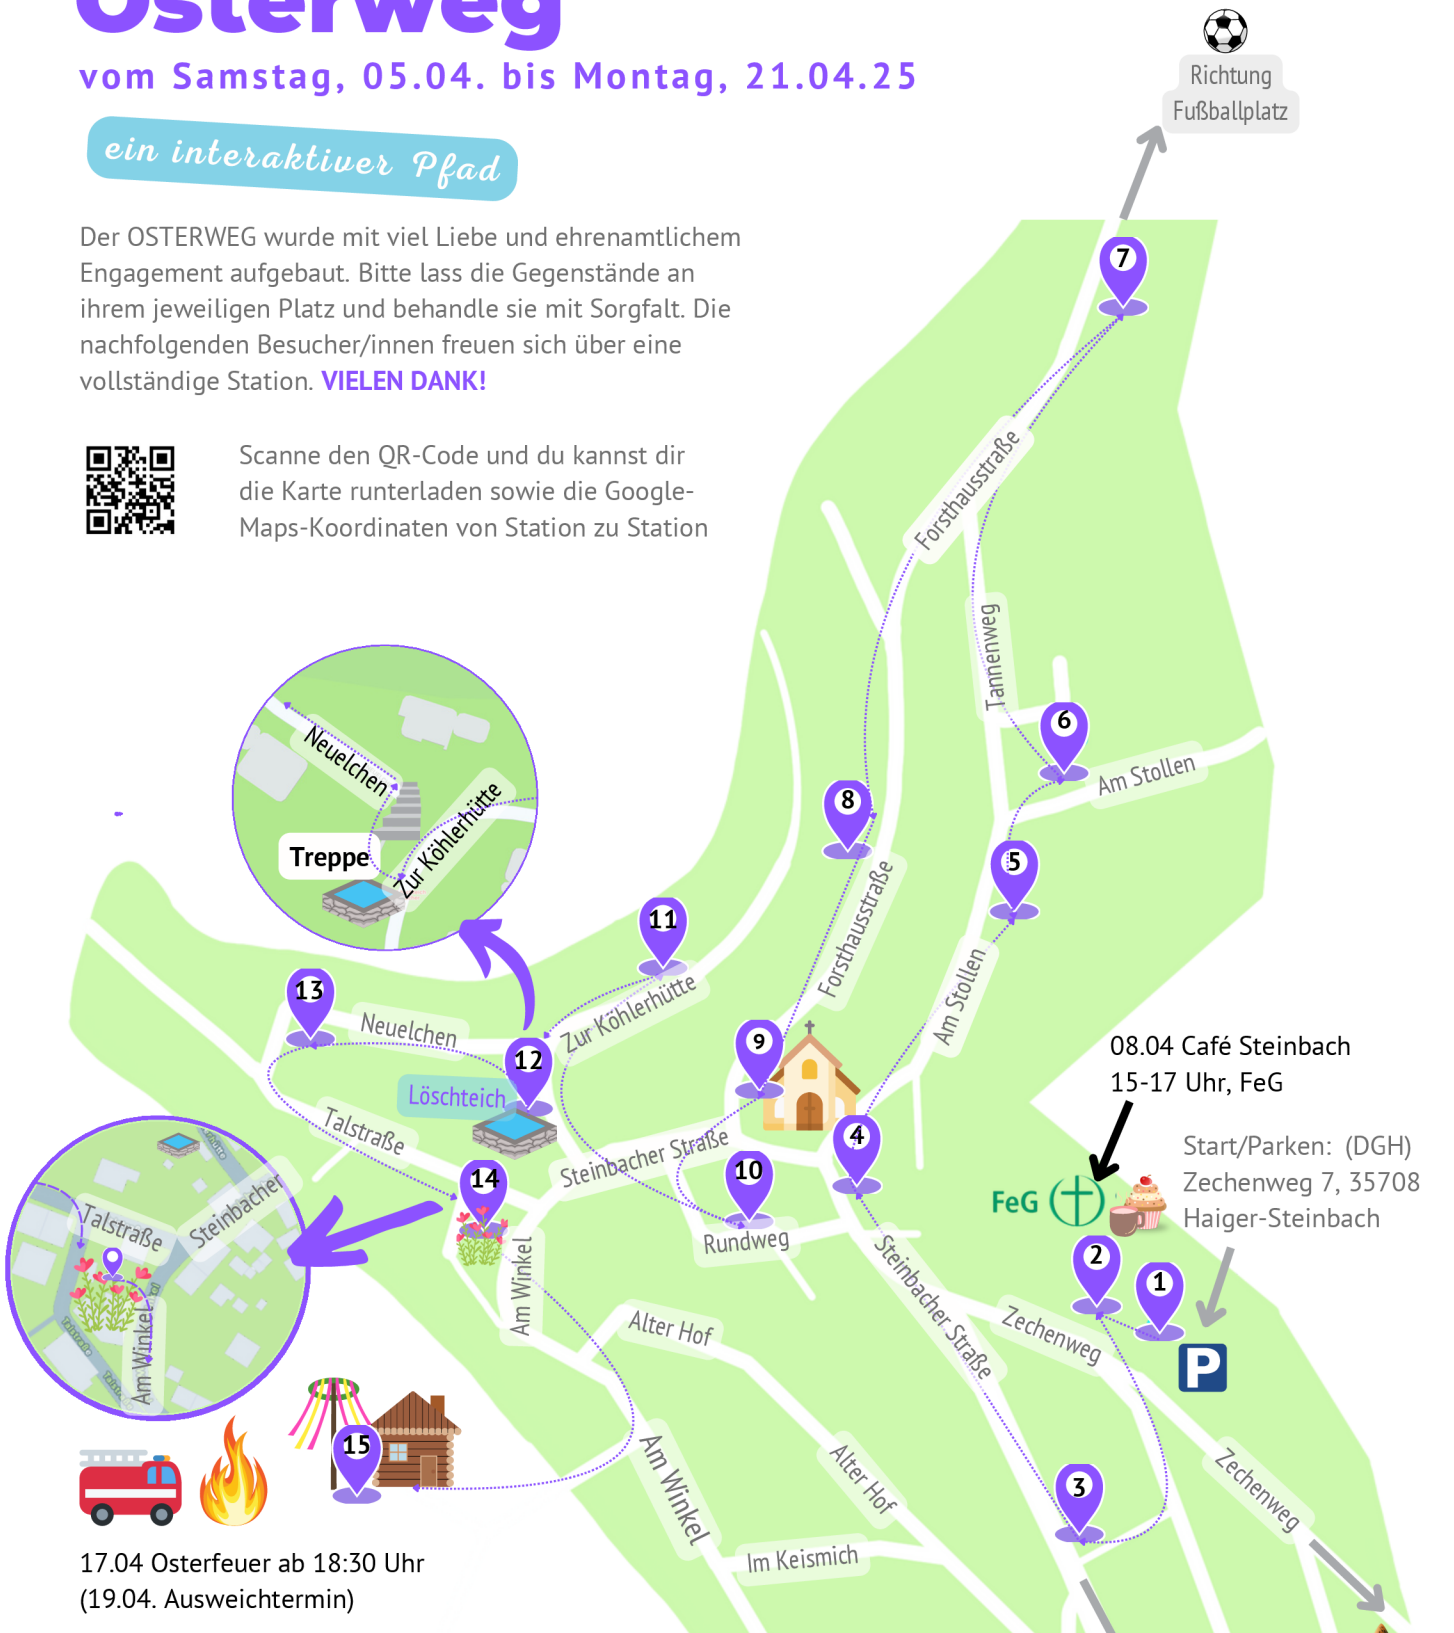 Osterweg
vom Samstag, 05.04. bis Montag, 21.04.25
ein interaktiver Pfad
Richtung
Fußballplatz
Der OSTERWEG wurde mit viel Liebe und ehrenamtlichem
Engagement aufgebaut. Bitte lass die Gegenstände an
ihrem jeweiligen Platz und behandle sie mit Sorgfalt. Die
nachfolgenden Besucher/innen freuen sich über eine
vollständige Station. VIELEN DANK!
Scanne den QR-Code und du kannst dir
die Karte runterladen sowie die Google-
Maps-Koordinaten von Station zu Station
7
Forsthausstraße
Tannenweg
6
Am Stollen
8
5
Forsthausstraße
Am Stollen
Neuelchen
Treppe
Zur Köhlerhütte
11
Zur Köhlerhütte
13
Neuelchen
12
Löschteich
9
4
10
Steinbacher Straße
Rundweg
Talstraße
14
Am Winkel
Talstraße
Steinbacher
Am Winkel
08.04 Café Steinbach
15-17 Uhr, FeG
FeG
Start/Parken: (DGH)
Zechenweg 7, 35708
Haiger-Steinbach
2
1
P
Steinbacher Straße
Zechenweg
Zechenweg
3
Alter Hof
Alter Hof
Am Winkel
Im Keismich
15
17.04 Osterfeuer ab 18:30 Uhr
(19.04. Ausweichtermin)